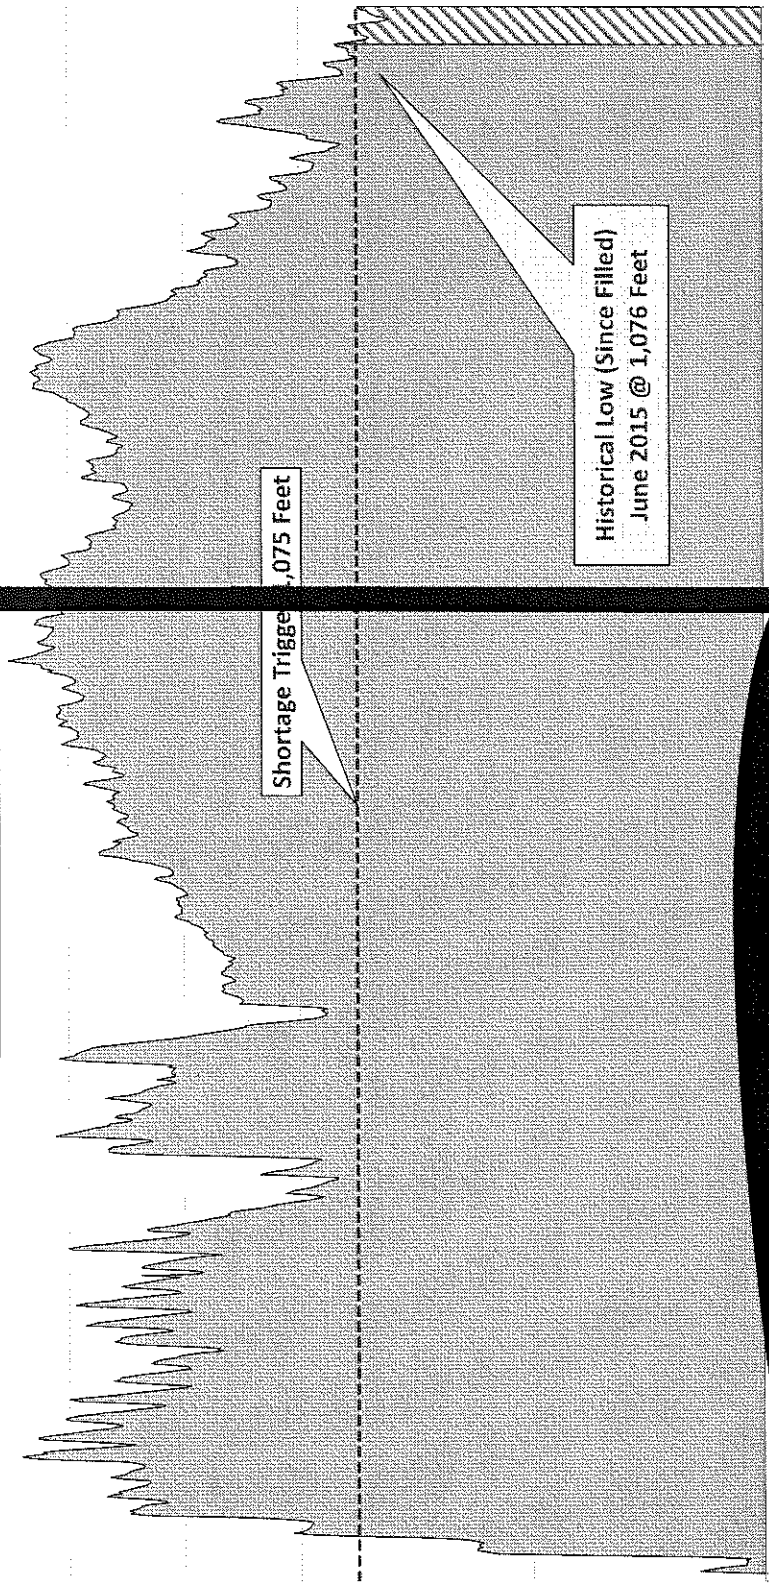 Shortage Trigge ,075 Feet
Historical Low (Since Filled)
June 2015 @ 1,076 Feet